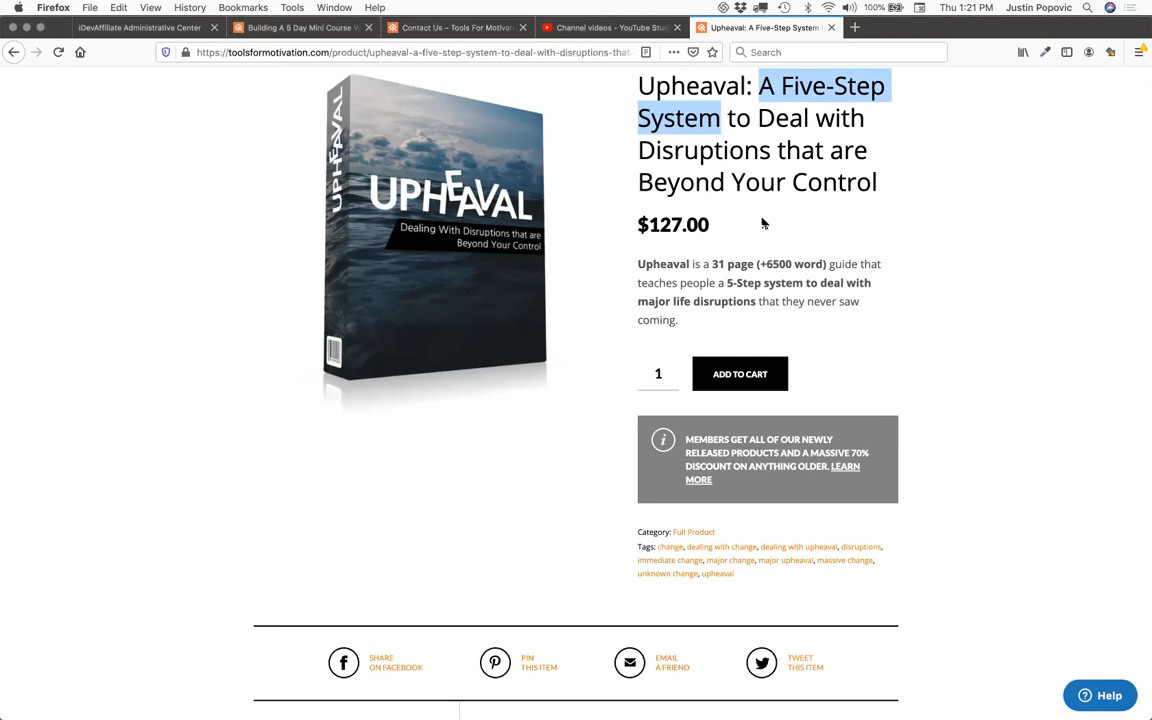 Firefox File Edit View History Bookmarks Tools Window Help 100% Thu 1:21 PM Justin Popovic
iDevAffiliate Administrative Center Building A 5 Day Mini Course Contact Us – Tools For Motivat Channel videos - YouTube Stud Upheaval: A Five-Step System
https://toolsformotivation.com/product/upheaval-a-five-step-system-to-deal-with-disruptions-that- Search
Upheaval: A Five-Step
System to Deal with
Disruptions that are
Beyond Your Control
UPHEAVAL
UPHEAVAL
Dealing With Disruptions that are
Beyond Your Control
$127.00
Upheaval is a 31 page (+6500 word) guide that
teaches people a 5-Step system to deal with
major life disruptions that they never saw
coming.
1 ADD TO CART
i MEMBERS GET ALL OF OUR NEWLY
RELEASED PRODUCTS AND A MASSIVE 70%
DISCOUNT ON ANYTHING OLDER. LEARN
MORE
Category: Full Product
Tags: change, dealing with change, dealing with upheaval, disruptions,
immediate change, major change, major upheaval, massive change,
unknown change, upheaval
SHARE
ON FACEBOOK
PIN
THIS ITEM
EMAIL
A FRIEND
TWEET
THIS ITEM
Help